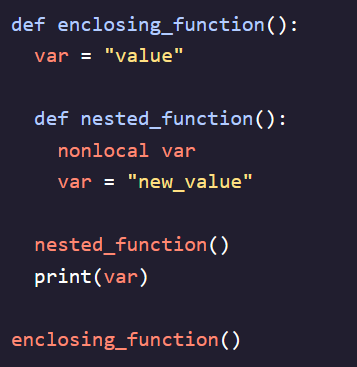 def enclosing_function():
  var = "value"

  def nested_function():
    nonlocal var
    var = "new_value"

  nested_function()
  print(var)

enclosing_function()